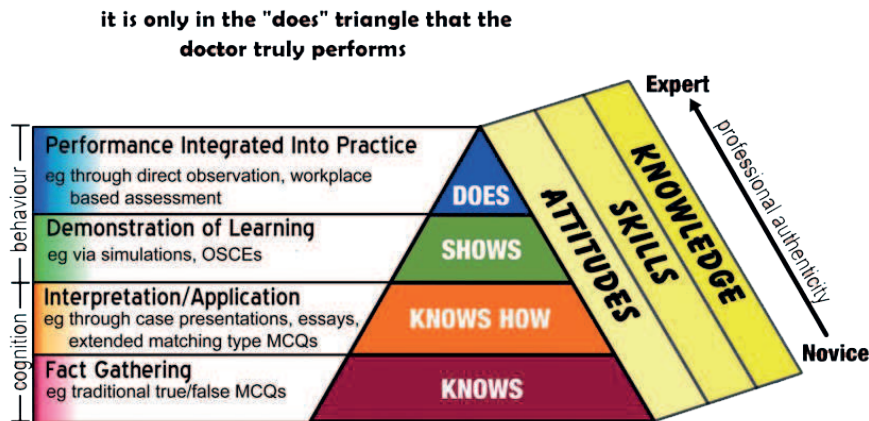 it is only in the "does" triangle that the
doctor truly performs
Expert
professional authenticity
Novice
behaviour
cognition
Performance Integrated Into Practice
eg through direct observation, workplace
based assessment
DOES
Demonstration of Learning
eg via simulations, OSCEs
SHOWS
Interpretation/Application
eg through case presentations, essays,
extended matching type MCQs
KNOWS HOW
Fact Gathering
eg traditional true/false MCQs
KNOWS
ATTITUDES
SKILLS
KNOWLEDGE